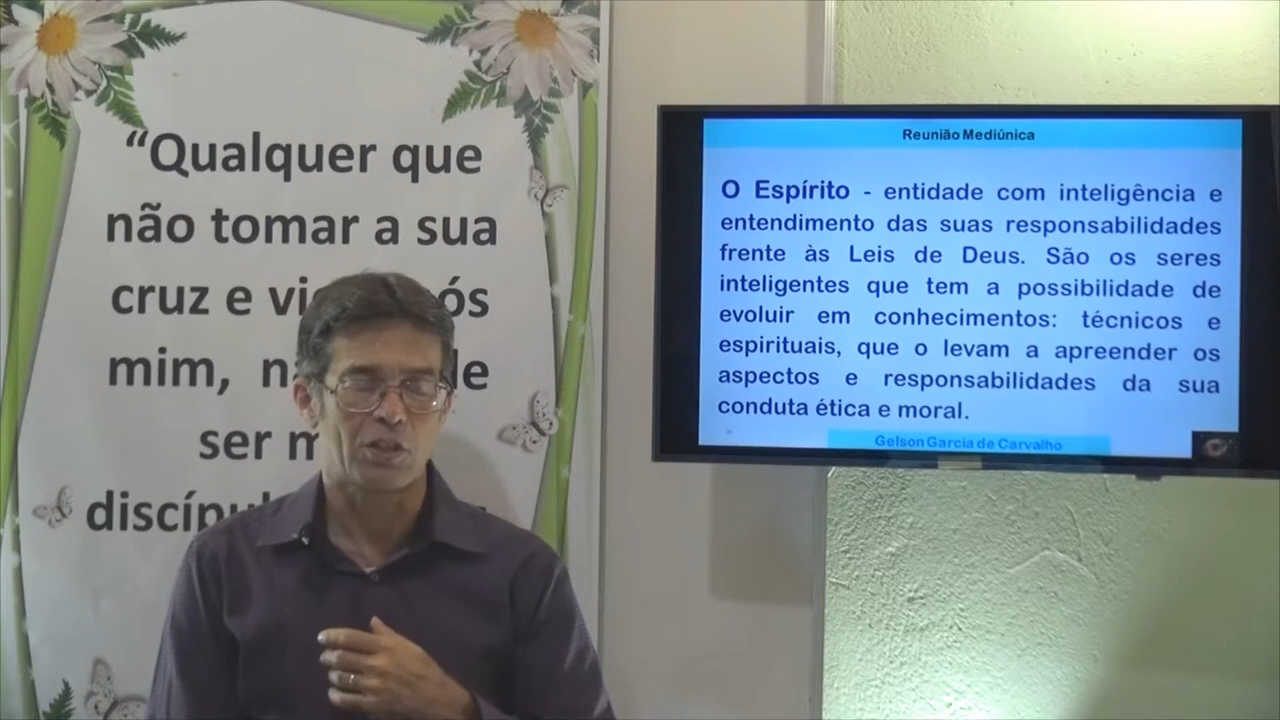 “Qualquer que
não tomar a sua
cruz e
mim,
ser
Reunião Mediúnica
O Espírito - entidade com inteligência e
entendimento das suas responsabilidades
frente às Leis de Deus. São os seres
inteligentes que tem a possibilidade de
evoluir em conhecimentos: técnicos e
espirituais, que o levam a apreender os
aspectos e responsabilidades da sua
conduta ética e moral.
Gelson Garcia de Carvalho